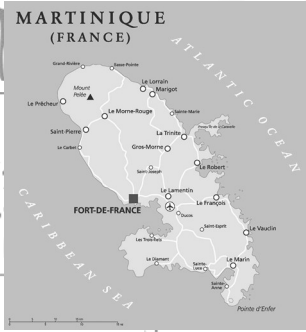 MARTINIQUE
(FRANCE)
ATLANTIC OCEAN
Grand-Rivière
Basse-Pointe
Mount
Pelée
Le Lorrain
Marigot
Le Prêcheur
Le Morne-Rouge
Sainte-Marie
Saint-Pierre
La Trinité
Le Carbet
Gros-Morne
Saint-Joseph
Le Robert
Le Lamentin
FORT-DE-FRANCE
Le François
Ducos
Saint-Esprit
Le Vauclin
Les Trois-Îlets
Le Diamant
Sainte-
Luce
Le Marin
Sainte-
Anne
CARIBBEAN SEA
Pointe d'Enfer